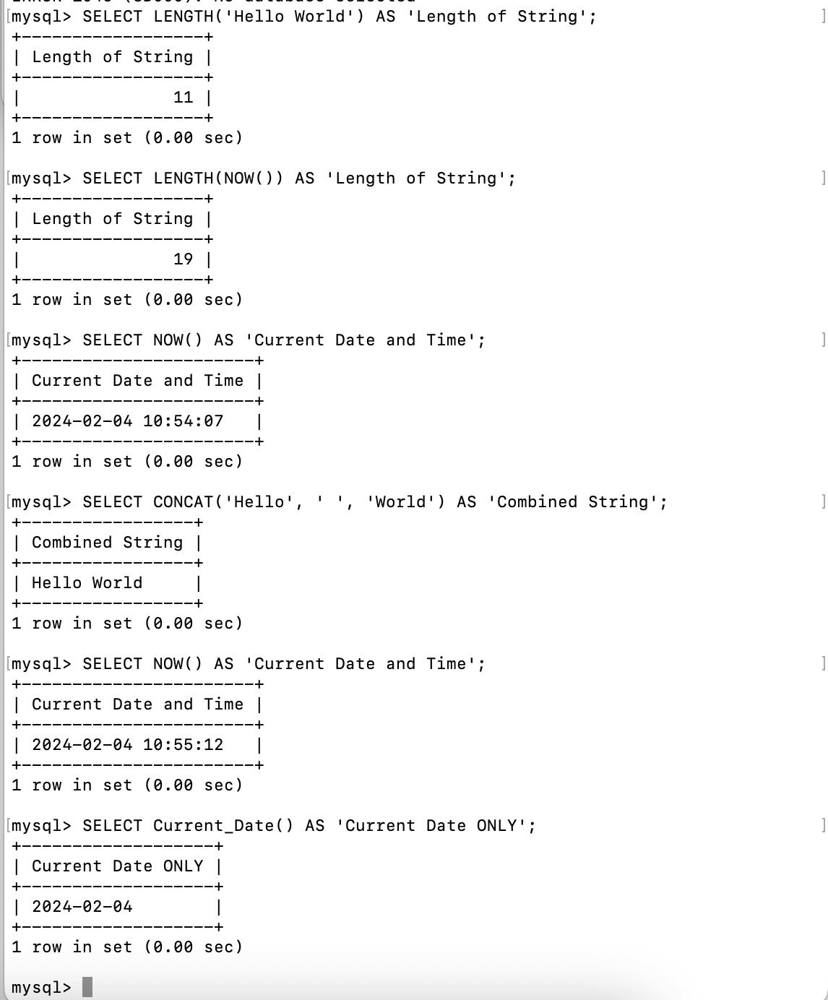 [mysql> SELECT LENGTH('Hello World') AS 'Length of String'; ]
+------------------+
| Length of String |
+------------------+
|               11 |
+------------------+
1 row in set (0.00 sec)

[mysql> SELECT LENGTH(NOW()) AS 'Length of String'; ]
+------------------+
| Length of String |
+------------------+
|               19 |
+------------------+
1 row in set (0.00 sec)

[mysql> SELECT NOW() AS 'Current Date and Time'; ]
+-----------------------+
| Current Date and Time |
+-----------------------+
| 2024-02-04 10:54:07   |
+-----------------------+
1 row in set (0.00 sec)

[mysql> SELECT CONCAT('Hello', ' ', 'World') AS 'Combined String'; ]
+-----------------+
| Combined String |
+-----------------+
| Hello World     |
+-----------------+
1 row in set (0.00 sec)

[mysql> SELECT NOW() AS 'Current Date and Time'; ]
+-----------------------+
| Current Date and Time |
+-----------------------+
| 2024-02-04 10:55:12   |
+-----------------------+
1 row in set (0.00 sec)

[mysql> SELECT Current_Date() AS 'Current Date ONLY'; ]
+-------------------+
| Current Date ONLY |
+-------------------+
| 2024-02-04        |
+-------------------+
1 row in set (0.00 sec)

mysql>